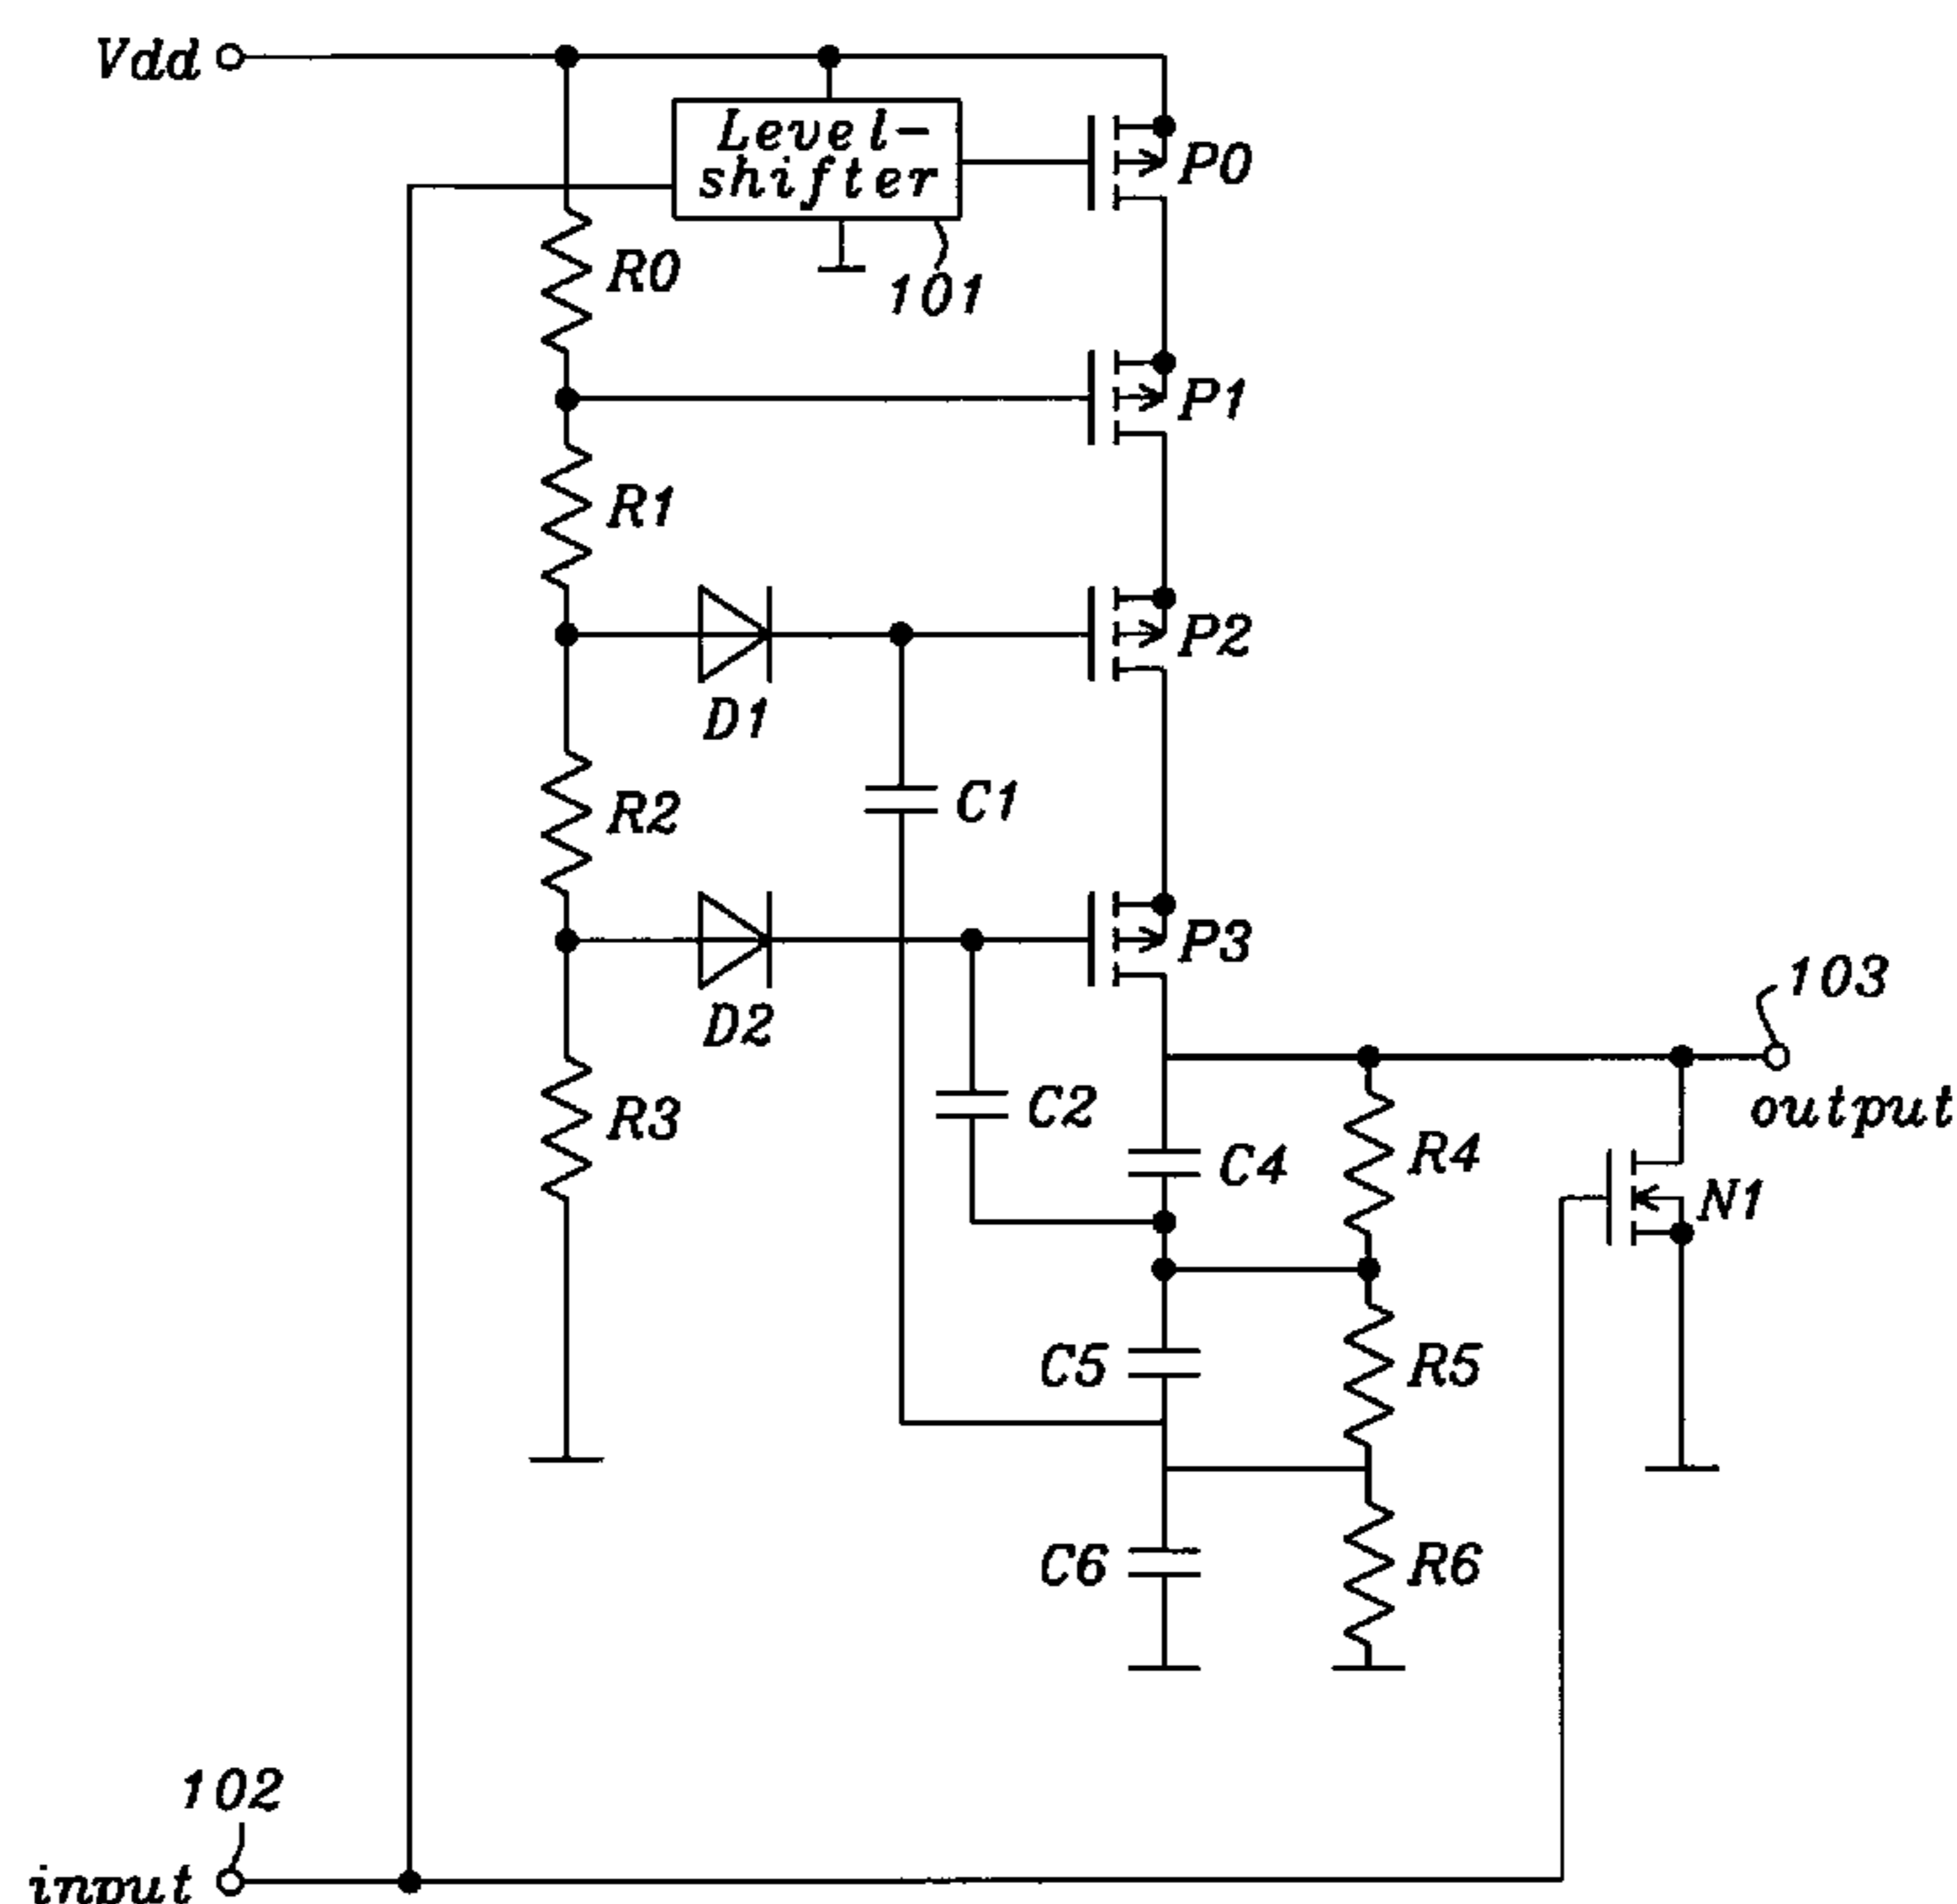 Vdd
Level-
shifter
P0
R0
101
P1
R1
P2
D1
C1
R2
P3
103
D2
C2
output
R3
C4
R4
N1
C5
R5
C6
R6
102
input